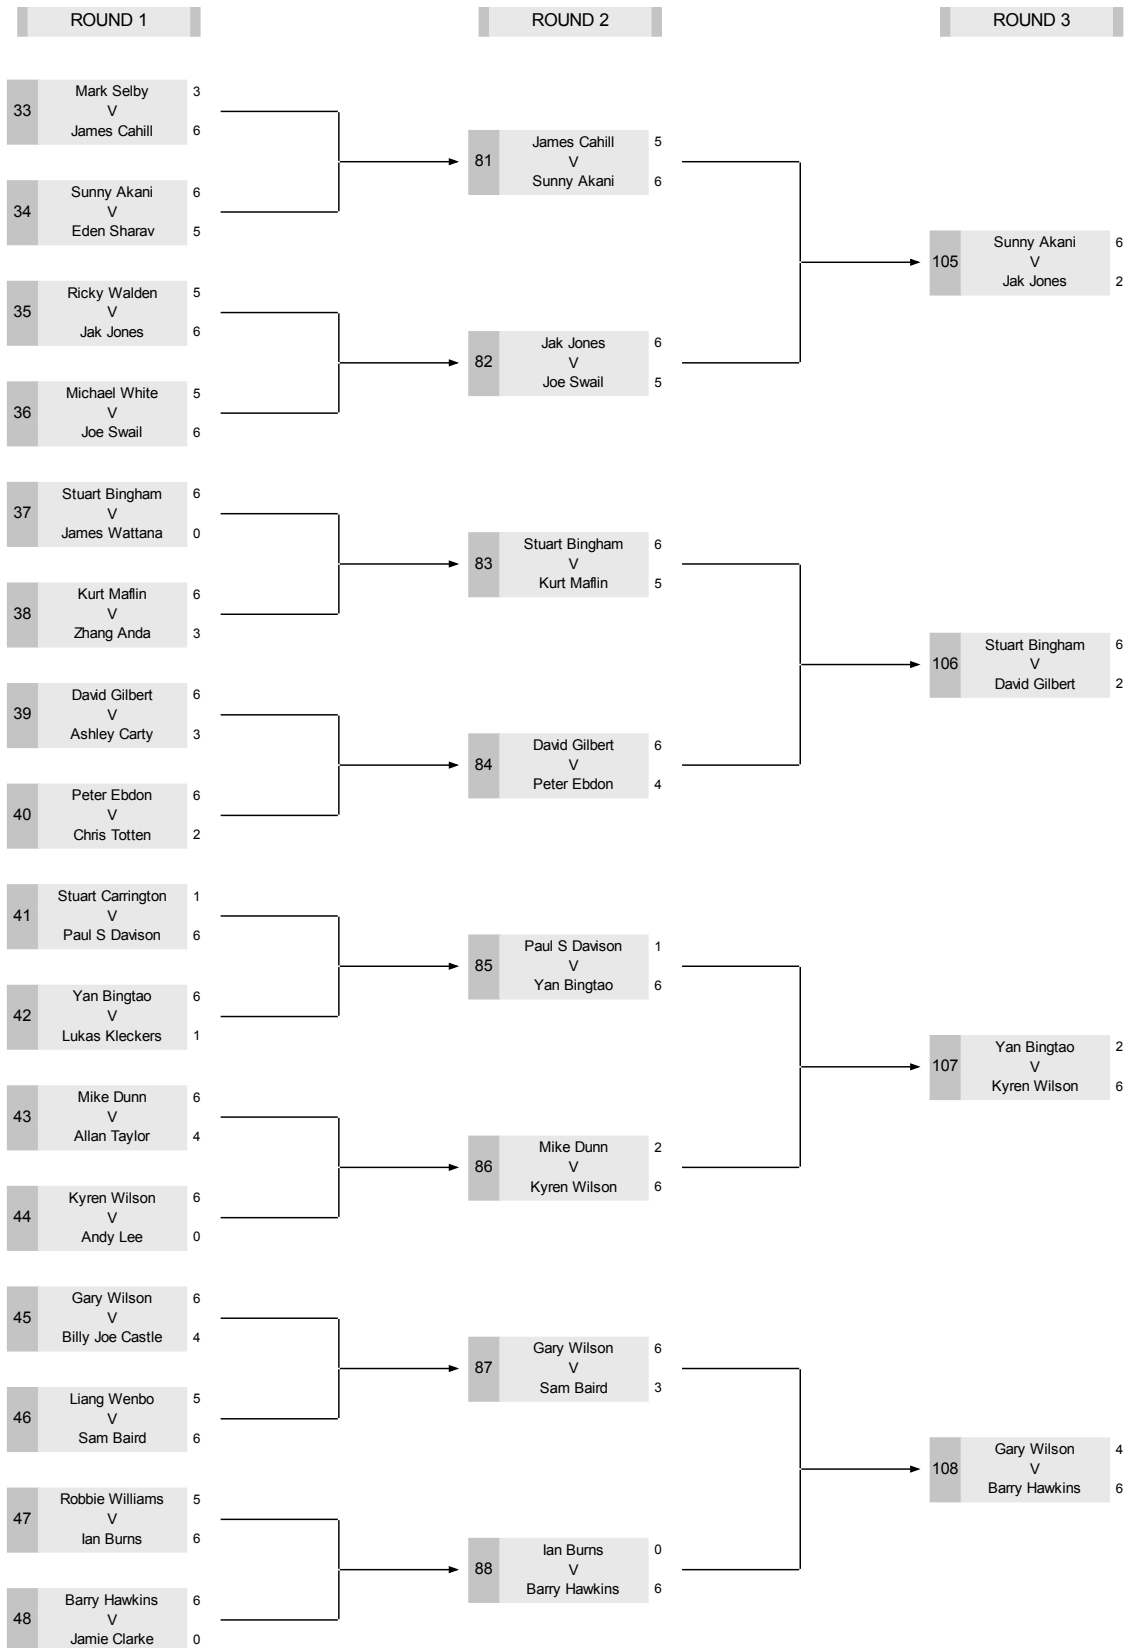 ROUND 1
ROUND 2
ROUND 3
33
Mark Selby 3
V
James Cahill 6
34
Sunny Akani 6
V
Eden Sharav 5
35
Ricky Walden 5
V
Jak Jones 6
36
Michael White 5
V
Joe Swail 6
37
Stuart Bingham 6
V
James Wattana 0
38
Kurt Maflin 6
V
Zhang Anda 3
39
David Gilbert 6
V
Ashley Carty 3
40
Peter Ebdon 6
V
Chris Totten 2
41
Stuart Carrington 1
V
Paul S Davison 6
42
Yan Bingtao 6
V
Lukas Kleckers 1
43
Mike Dunn 6
V
Allan Taylor 4
44
Kyren Wilson 6
V
Andy Lee 0
45
Gary Wilson 6
V
Billy Joe Castle 4
46
Liang Wenbo 5
V
Sam Baird 6
47
Robbie Williams 5
V
Ian Burns 6
48
Barry Hawkins 6
V
Jamie Clarke 0
81
James Cahill 5
V
Sunny Akani 6
82
Jak Jones 6
V
Joe Swail 5
83
Stuart Bingham 6
V
Kurt Maflin 5
84
David Gilbert 6
V
Peter Ebdon 4
85
Paul S Davison 1
V
Yan Bingtao 6
86
Mike Dunn 2
V
Kyren Wilson 6
87
Gary Wilson 6
V
Sam Baird 3
88
Ian Burns 0
V
Barry Hawkins 6
105
Sunny Akani 6
V
Jak Jones 2
106
Stuart Bingham 6
V
David Gilbert 2
107
Yan Bingtao 2
V
Kyren Wilson 6
108
Gary Wilson 4
V
Barry Hawkins 6